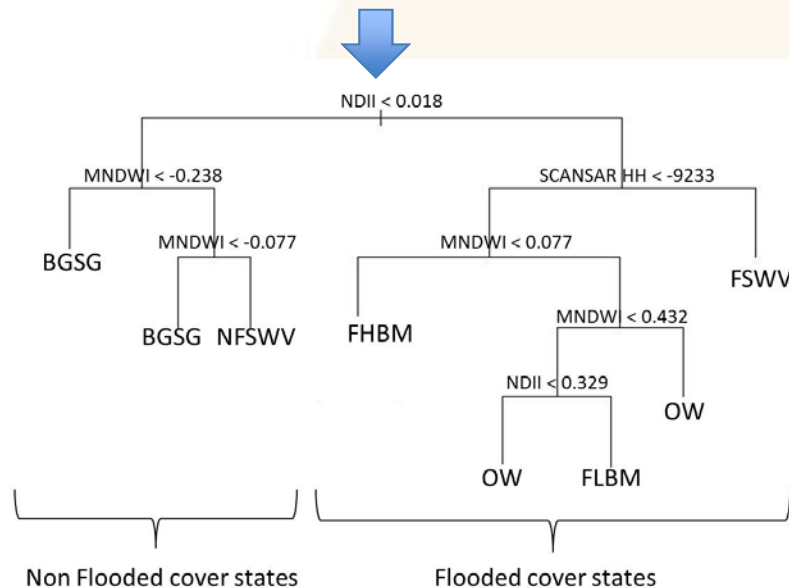 NDII < 0.018
MNDWI < -0.238
SCANSAR HH < -9233
MNDWI < -0.077
MNDWI < 0.077
BGSG
FSWV
BGSG NFSWV
FHBM
MNDWI < 0.432
NDII < 0.329
OW
OW
FLBM
Non Flooded cover states
Flooded cover states